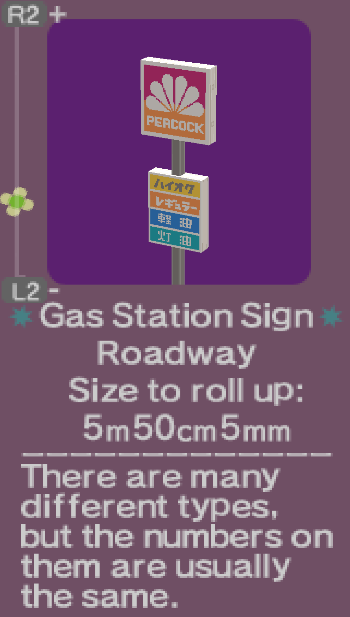 R2 +
PEACOCK
ハイオク
レギュラー
軽油
灯油
L2 -
Gas Station Sign
Roadway
Size to roll up:
5m50cm5mm
There are many
different types,
but the numbers on
them are usually
the same.